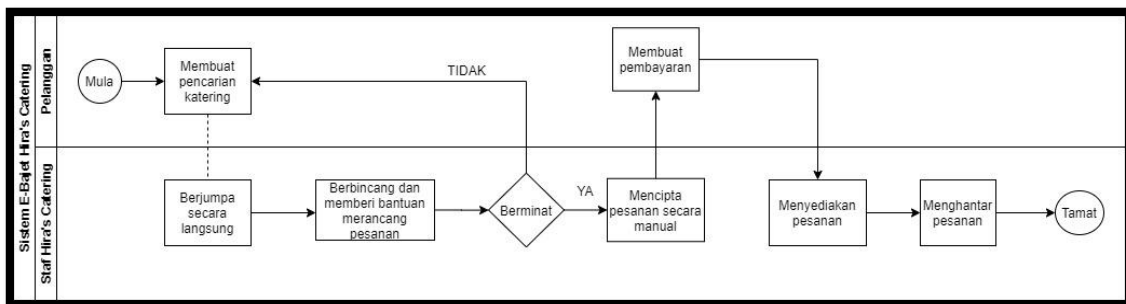 Sistem E-Bajet Hira's Catering
Pelanggan
Mula
Membuat
pencarian
katering
TIDAK
Membuat
pembayaran
Staf Hira's Catering
Berjumpa
secara
langsung
Berbincang dan
memberi bantuan
merancang
pesanan
Berminat
YA
Mencipta
pesanan secara
manual
Menyediakan
pesanan
Menghantar
pesanan
Tamat